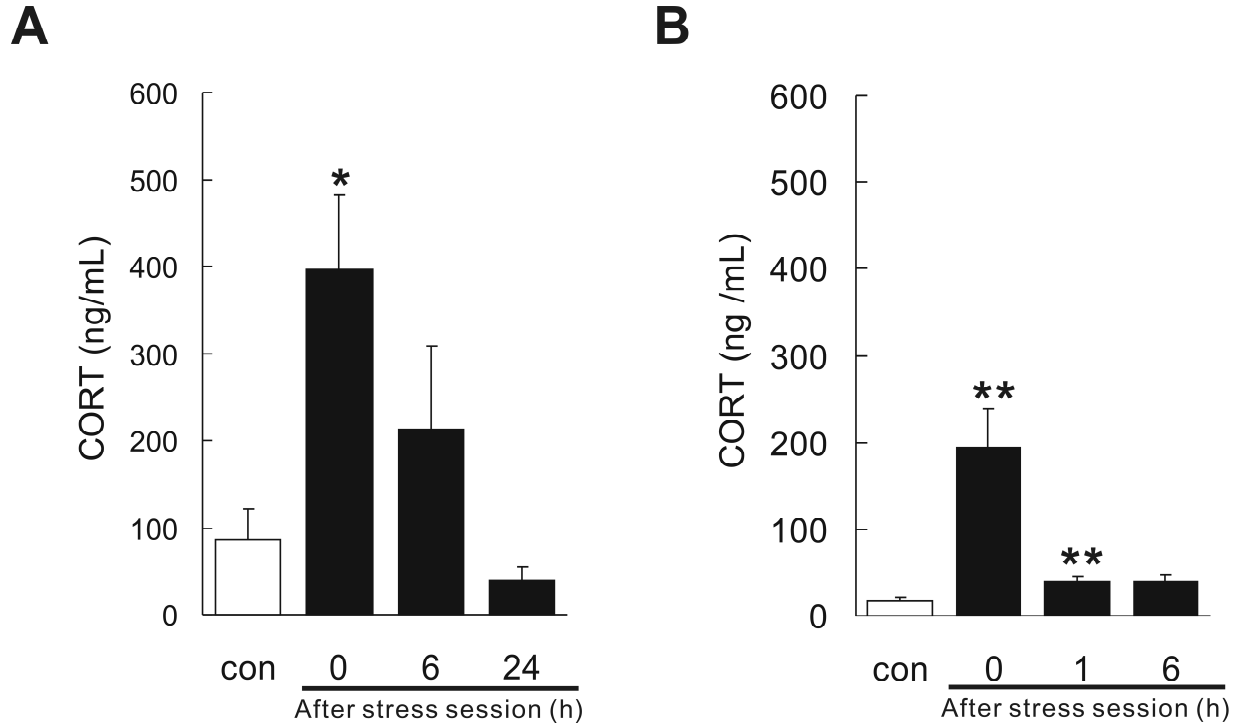 A
600
500
400
300
200
100
0
CORT (ng/mL)
*
con 0 6 24
After stress session (h)
B
600
500
400
300
200
100
0
CORT (ng /mL)
**
**
con 0 1 6
After stress session (h)